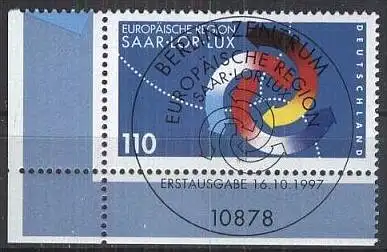 EUROPÄISCHE REGION
SAAR-LOR-LUX
DEUTSCHLAND
110
BERLIN ZENTRUM
EUROPÄISCHE REGION
SAAR-LOR-LUX
ERSTAUSGABE 16.10.1997
10878